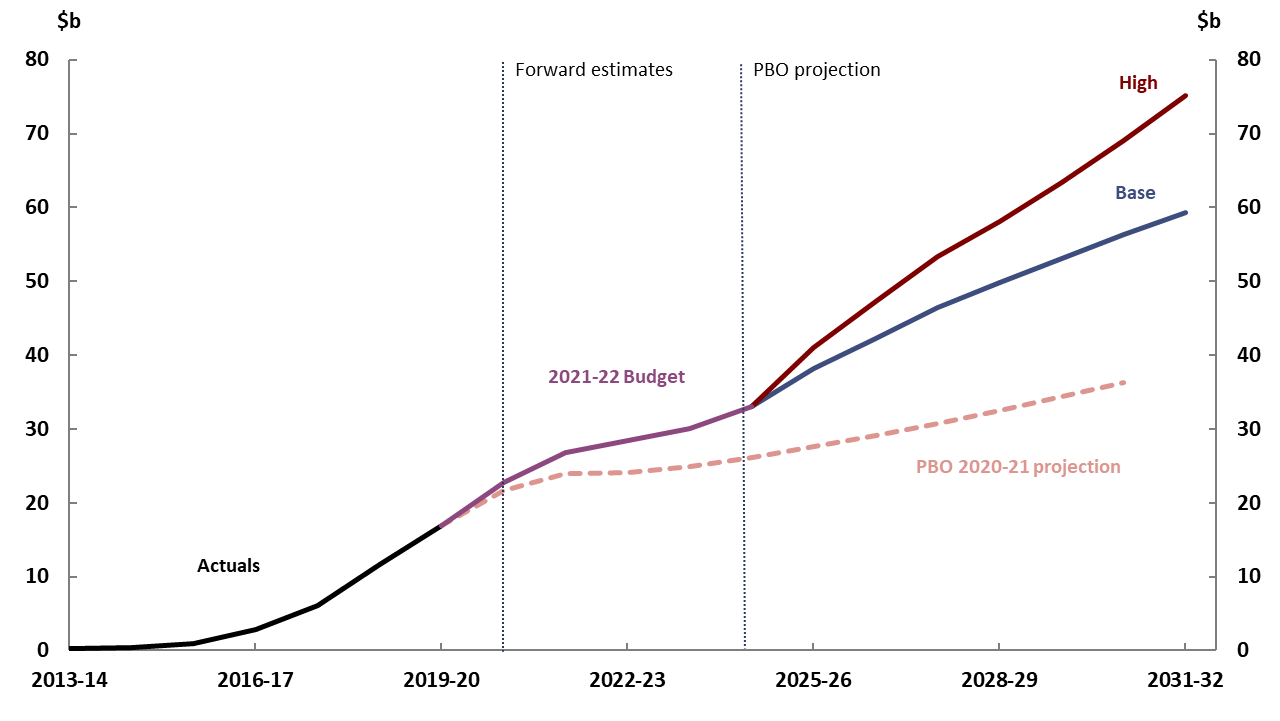 $b
$b
80
Forward estimates
PBO projection
80
High
70
70
Base
60
60
50
50
40
2021-22 Budget
40
30
30
PBO 2020-21 projection
20
20
Actuals
10
10
0
0
2013-14
2016-17
2019-20
2022-23
2025-26
2028-29
2031-32